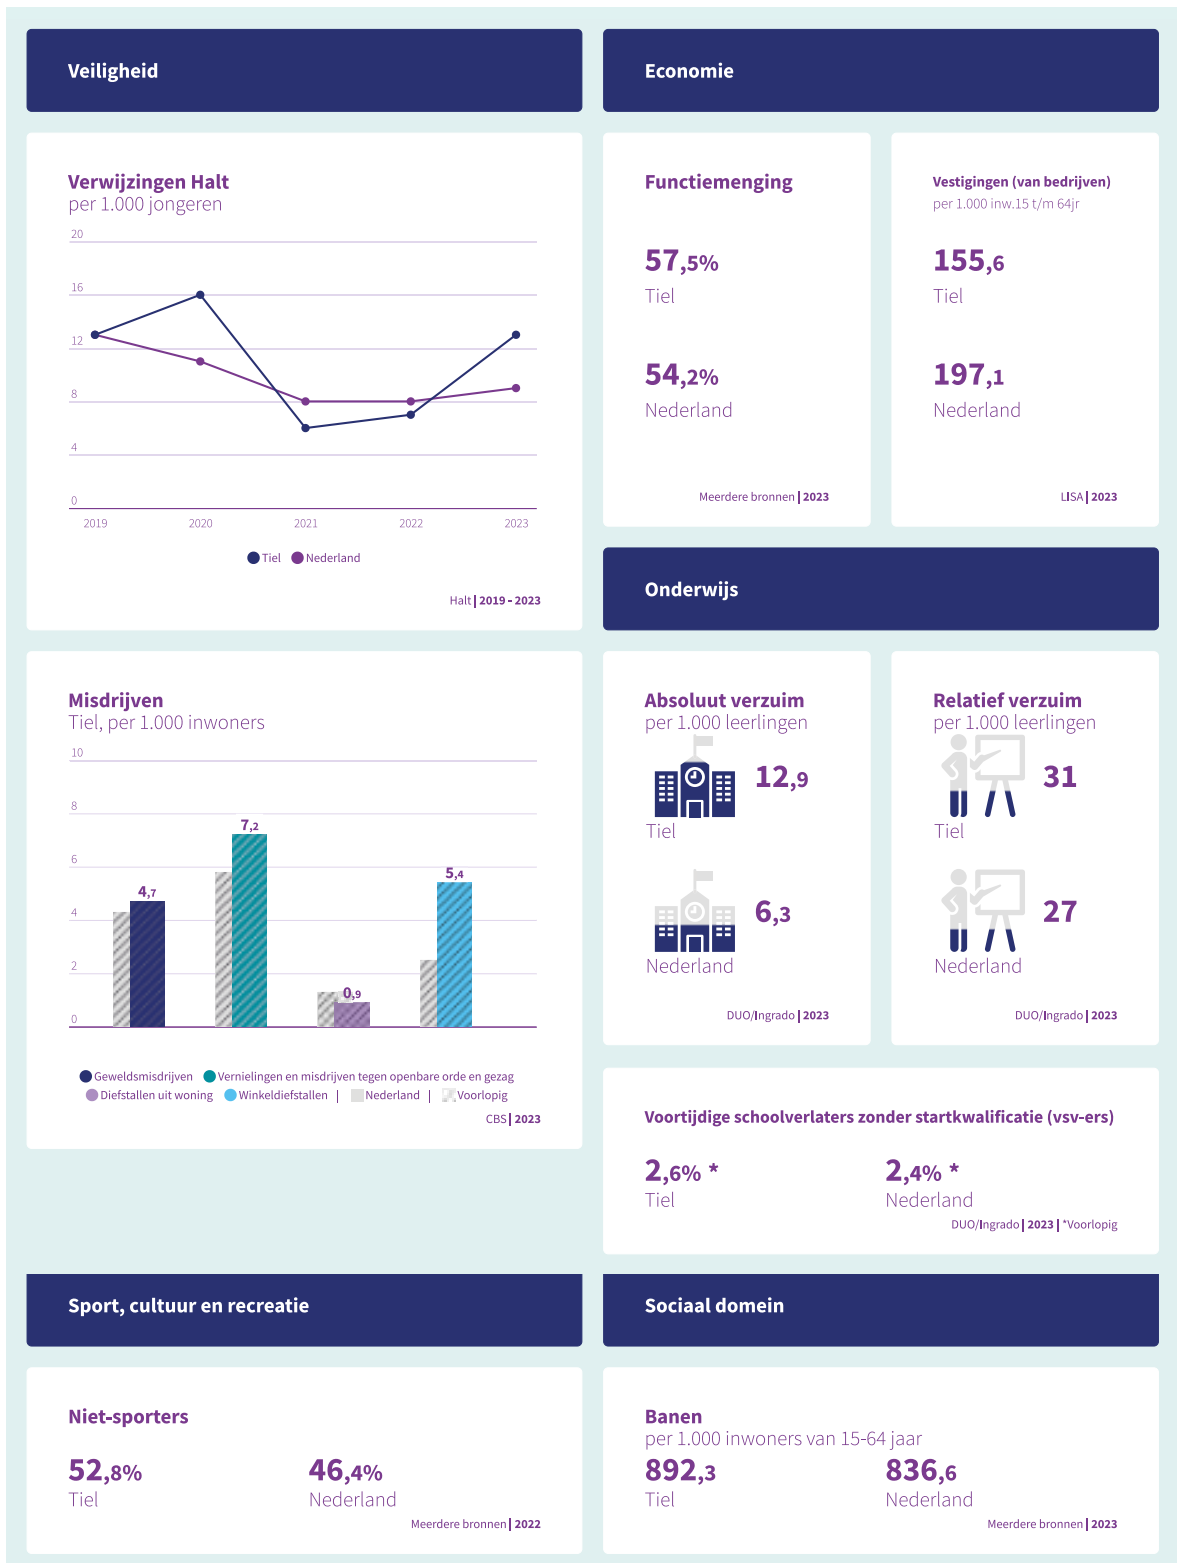 Veiligheid
Verwijzingen Halt
per 1.000 jongeren
20
16
12
8
4
0
2019 2020 2021 2022 2023
Tiel Nederland
Halt | 2019 - 2023
Misdrijven
Tiel, per 1.000 inwoners
10
8
6
4
2
0
4,7
7,2
0,9
5,4
Geweldsmisdrijven Vernielingen en misdrijven tegen openbare orde en gezag
Diefstallen uit woning Winkeldiefstallen | Nederland | Voorlopig
CBS | 2023
Economie
Functiemenging
57,5%
Tiel
54,2%
Nederland
Meerdere bronnen | 2023
Vestigingen (van bedrijven)
per 1.000 inw.15 t/m 64jr
155,6
Tiel
197,1
Nederland
LISA | 2023
Onderwijs
Absoluut verzuim
per 1.000 leerlingen
12,9
Tiel
6,3
Nederland
DUO/Ingrado | 2023
Relatief verzuim
per 1.000 leerlingen
31
Tiel
27
Nederland
DUO/Ingrado | 2023
Voortijdige schoolverlaters zonder startkwalificatie (vsv-ers)
2,6% * 2,4% *
Tiel Nederland
DUO/Ingrado | 2023 | *Voorlopig
Sport, cultuur en recreatie
Niet-sporters
52,8% 46,4%
Tiel Nederland
Meerdere bronnen | 2022
Sociaal domein
Banen
per 1.000 inwoners van 15-64 jaar
892,3 836,6
Tiel Nederland
Meerdere bronnen | 2023